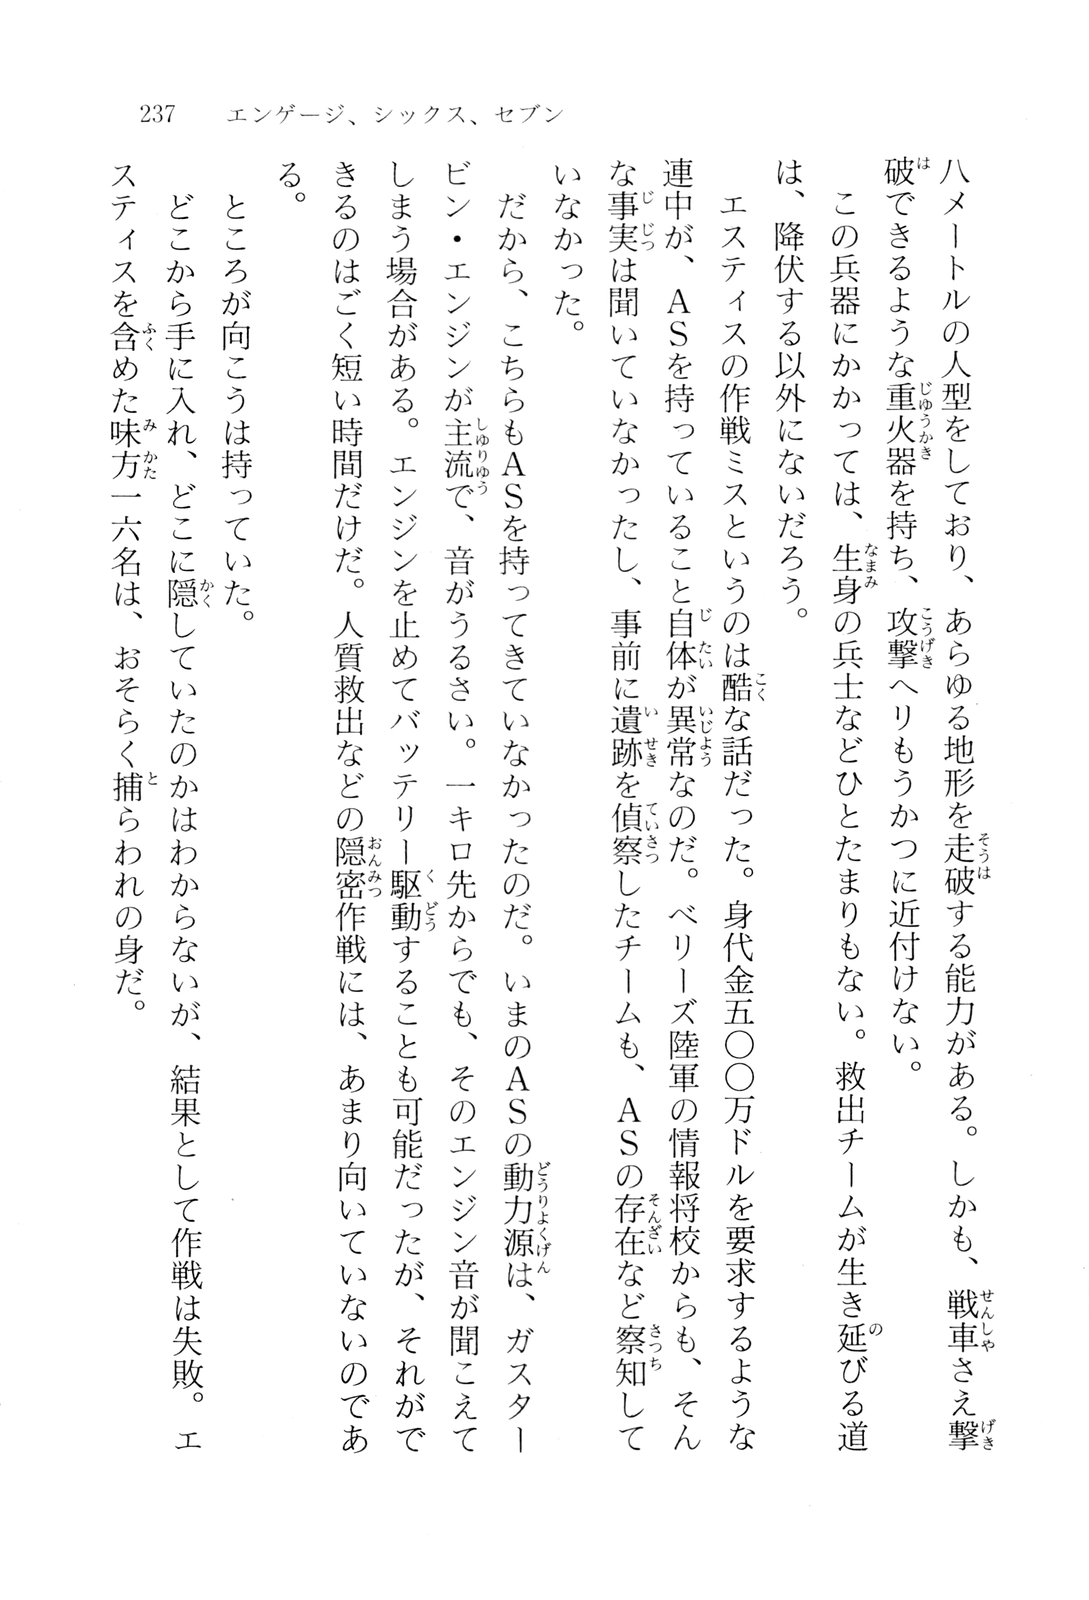 237 エンゲージ、シックス、セブン
八メートルの人型をしており、あらゆる地形を走破する能力がある。しかも、戦車さえ撃
破できるような重火器を持ち、攻撃ヘリもうかつに近付けない。
この兵器にかかっては、生身の兵士などひとたまりもない。救出チームが生き延びる道
は、降伏する以外にないだろう。
エスティスの作戦ミスというのは酷な話だった。身代金五〇〇万ドルを要求するような
連中が、ASを持っていること自体が異常なのだ。ベリーズ陸軍の情報将校からも、そん
な事実は聞いていなかったし、事前に遺跡を偵察したチームも、ASの存在など察知して
いなかった。
だから、こちらもASを持ってきていなかったのだ。いまのASの動力源は、ガスター
ビン・エンジンが主流で、音がうるさい。一キロ先からでも、そのエンジン音が聞こえて
しまう場合がある。エンジンを止めてバッテリー駆動することも可能だったが、それがで
きるのはごく短い時間だけだ。人質救出などの隠密作戦には、あまり向いていないのであ
る。
ところが向こうは持っていた。
どこから手に入れ、どこに隠していたのかはわからないが、結果として作戦は失敗。エ
スティスを含めた味方一六名は、おそらく捕らわれの身だ。